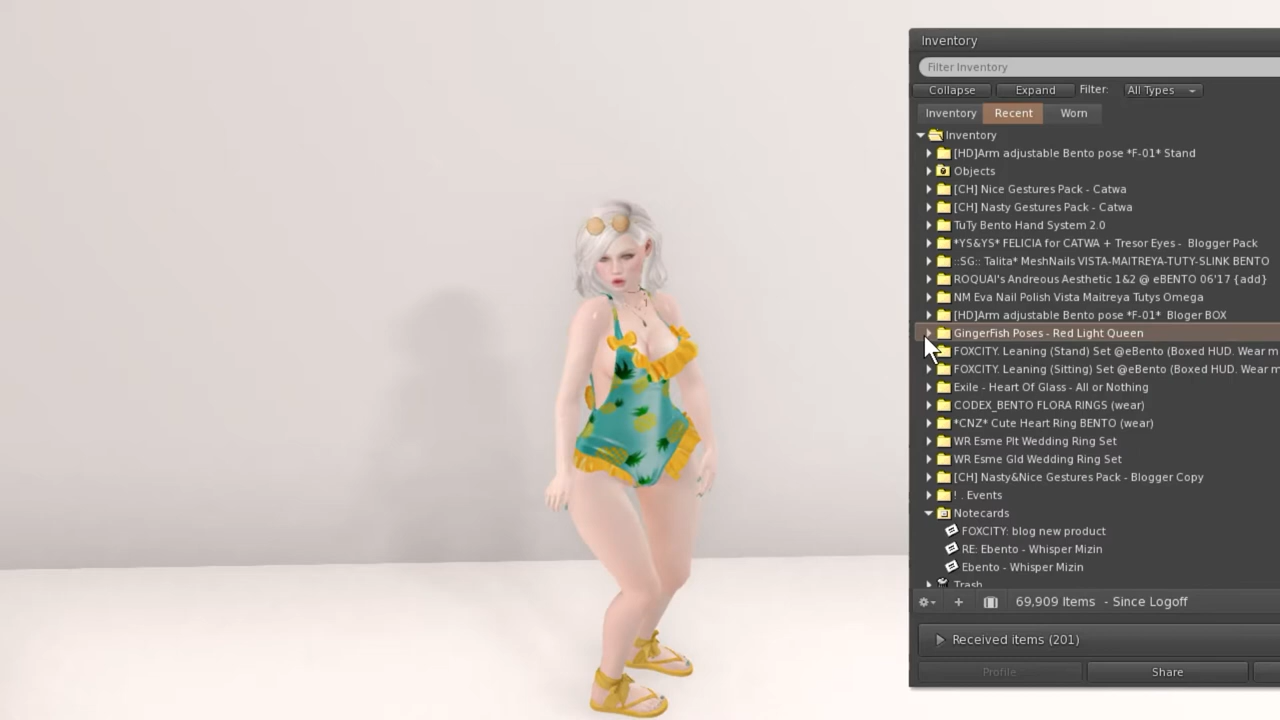 Inventory
Filter Inventory
Collapse Expand Filter: All Types
Inventory Recent Worn
Inventory
[HD]Arm adjustable Bento pose *F-01* Stand
Objects
[CH] Nice Gestures Pack - Catwa
[CH] Nasty Gestures Pack - Catwa
TuTy Bento Hand System 2.0
*YS&YS* FELICIA for CATWA + Tresor Eyes - Blogger Pack
::SG:: Talita* MeshNails VISTA-MAITREYA-TUTY-SLINK BENTO
ROQUAI's Andreous Aesthetic 1&2 @ eBENTO 06'17 {add}
NM Eva Nail Polish Vista Maitreya Tutys Omega
[HD]Arm adjustable Bento pose *F-01* Bloger BOX
GingerFish Poses - Red Light Queen
FOXCITY. Leaning (Stand) Set @eBento (Boxed HUD. Wear m
FOXCITY. Leaning (Sitting) Set @eBento (Boxed HUD. Wear m
Exile - Heart Of Glass - All or Nothing
CODEX_BENTO FLORA RINGS (wear)
*CNZ* Cute Heart Ring BENTO (wear)
WR Esme Plt Wedding Ring Set
WR Esme Gld Wedding Ring Set
[CH] Nasty&Nice Gestures Pack - Blogger Copy
! . Events
Notecards
FOXCITY: blog new product
RE: Ebento - Whisper Mizin
Ebento - Whisper Mizin
Trash
69,909 Items - Since Logoff
Received items (201)
Profile Share